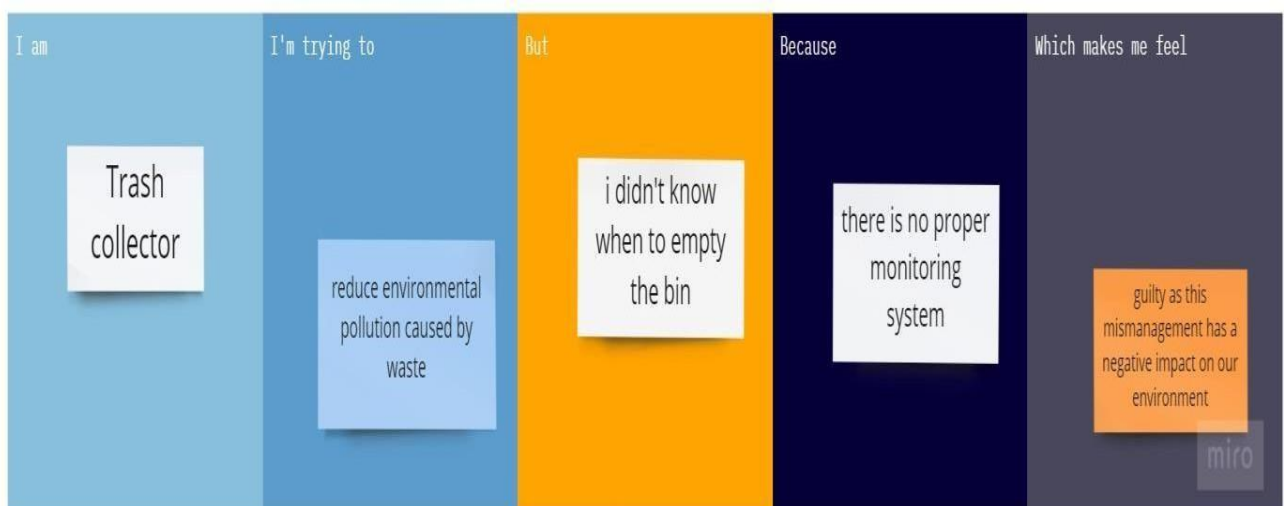 I am
Trash
collector
I'm trying to
reduce environmental
pollution caused by
waste
But
i didn't know
when to empty
the bin
Because
there is no proper
monitoring
system
Which makes me feel
guilty as this
mismanagement has a
negative impact on our
environment
miro